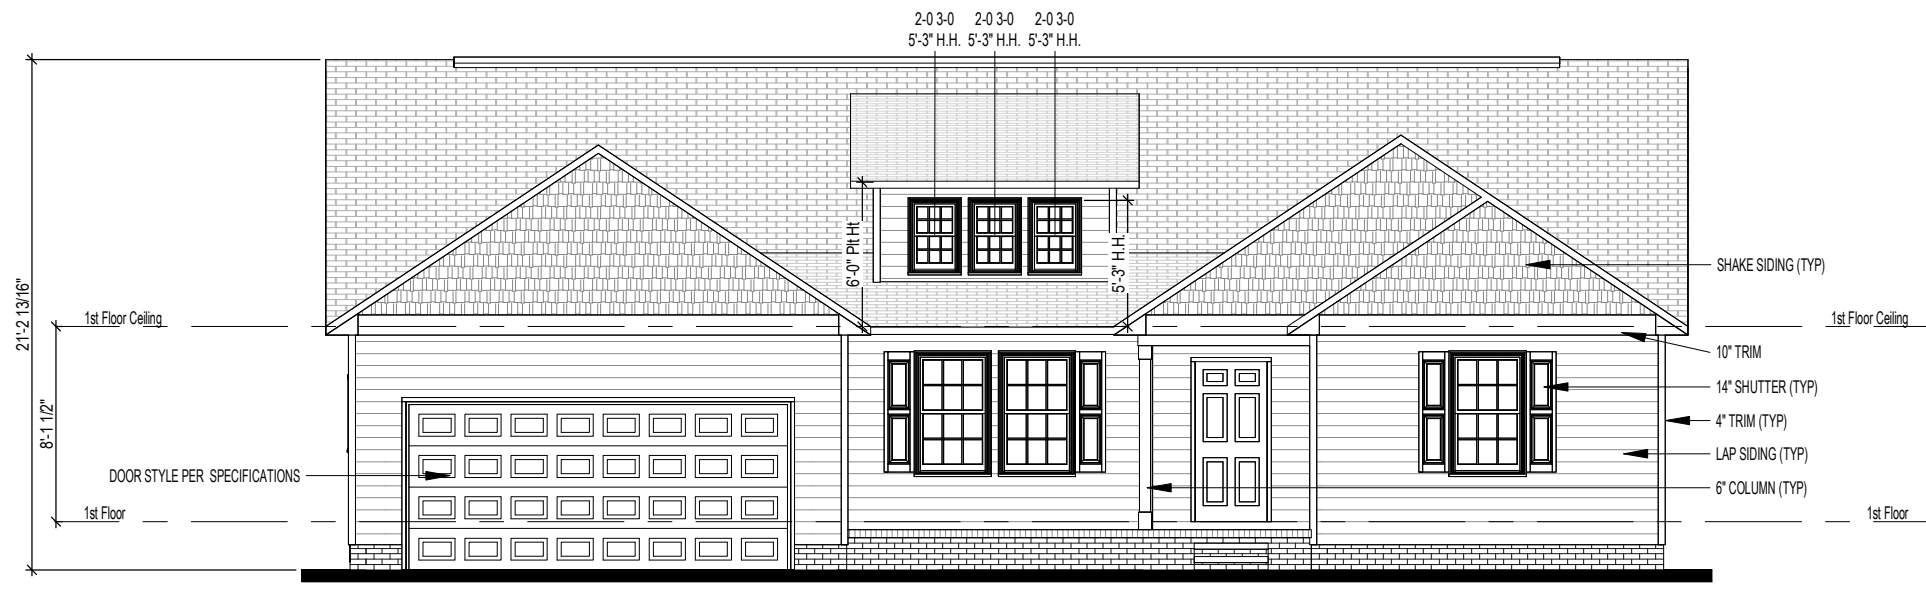 2-0 3-0 2-0 3-0 2-0 3-0
5'-3" H.H. 5'-3" H.H. 5'-3" H.H.
21'-2 13/16"
8'-1 1/2"
1st Floor Ceiling
6'-0" Plt Ht
5'-3" H.H.
SHAKE SIDING (TYP)
1st Floor Ceiling
10" TRIM
14" SHUTTER (TYP)
4" TRIM (TYP)
LAP SIDING (TYP)
DOOR STYLE PER SPECIFICATIONS
6" COLUMN (TYP)
1st Floor
1st Floor